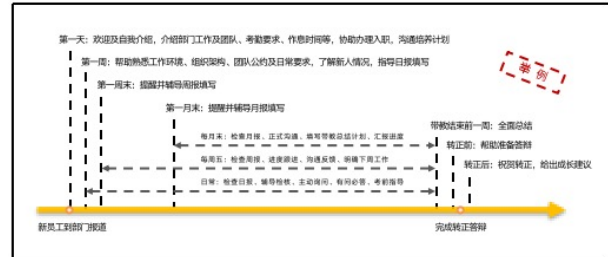 第一天：欢迎及自我介绍，介绍部门工作及团队、考勤要求、作息时间等，协助办理入职，沟通培养计划
第一周：帮助熟悉工作环境、组织架构、团队公约及日常要求，了解新人情况，指导日报填写
举例
第一周末：提醒并辅导周报填写
第一月末：提醒并辅导月报填写
每月末：检查月报、正式沟通、填写带教总结计划、汇报进度
带教结束前一周：全面总结
转正前：帮助准备答辩
每周五：检查周报、进度跟进、沟通反馈、明确下周工作
转正后：祝贺转正，给出成长建议
日常：检查日报、辅导检核、主动询问、有问必答、考前指导
新员工到部门报道
完成转正答辩